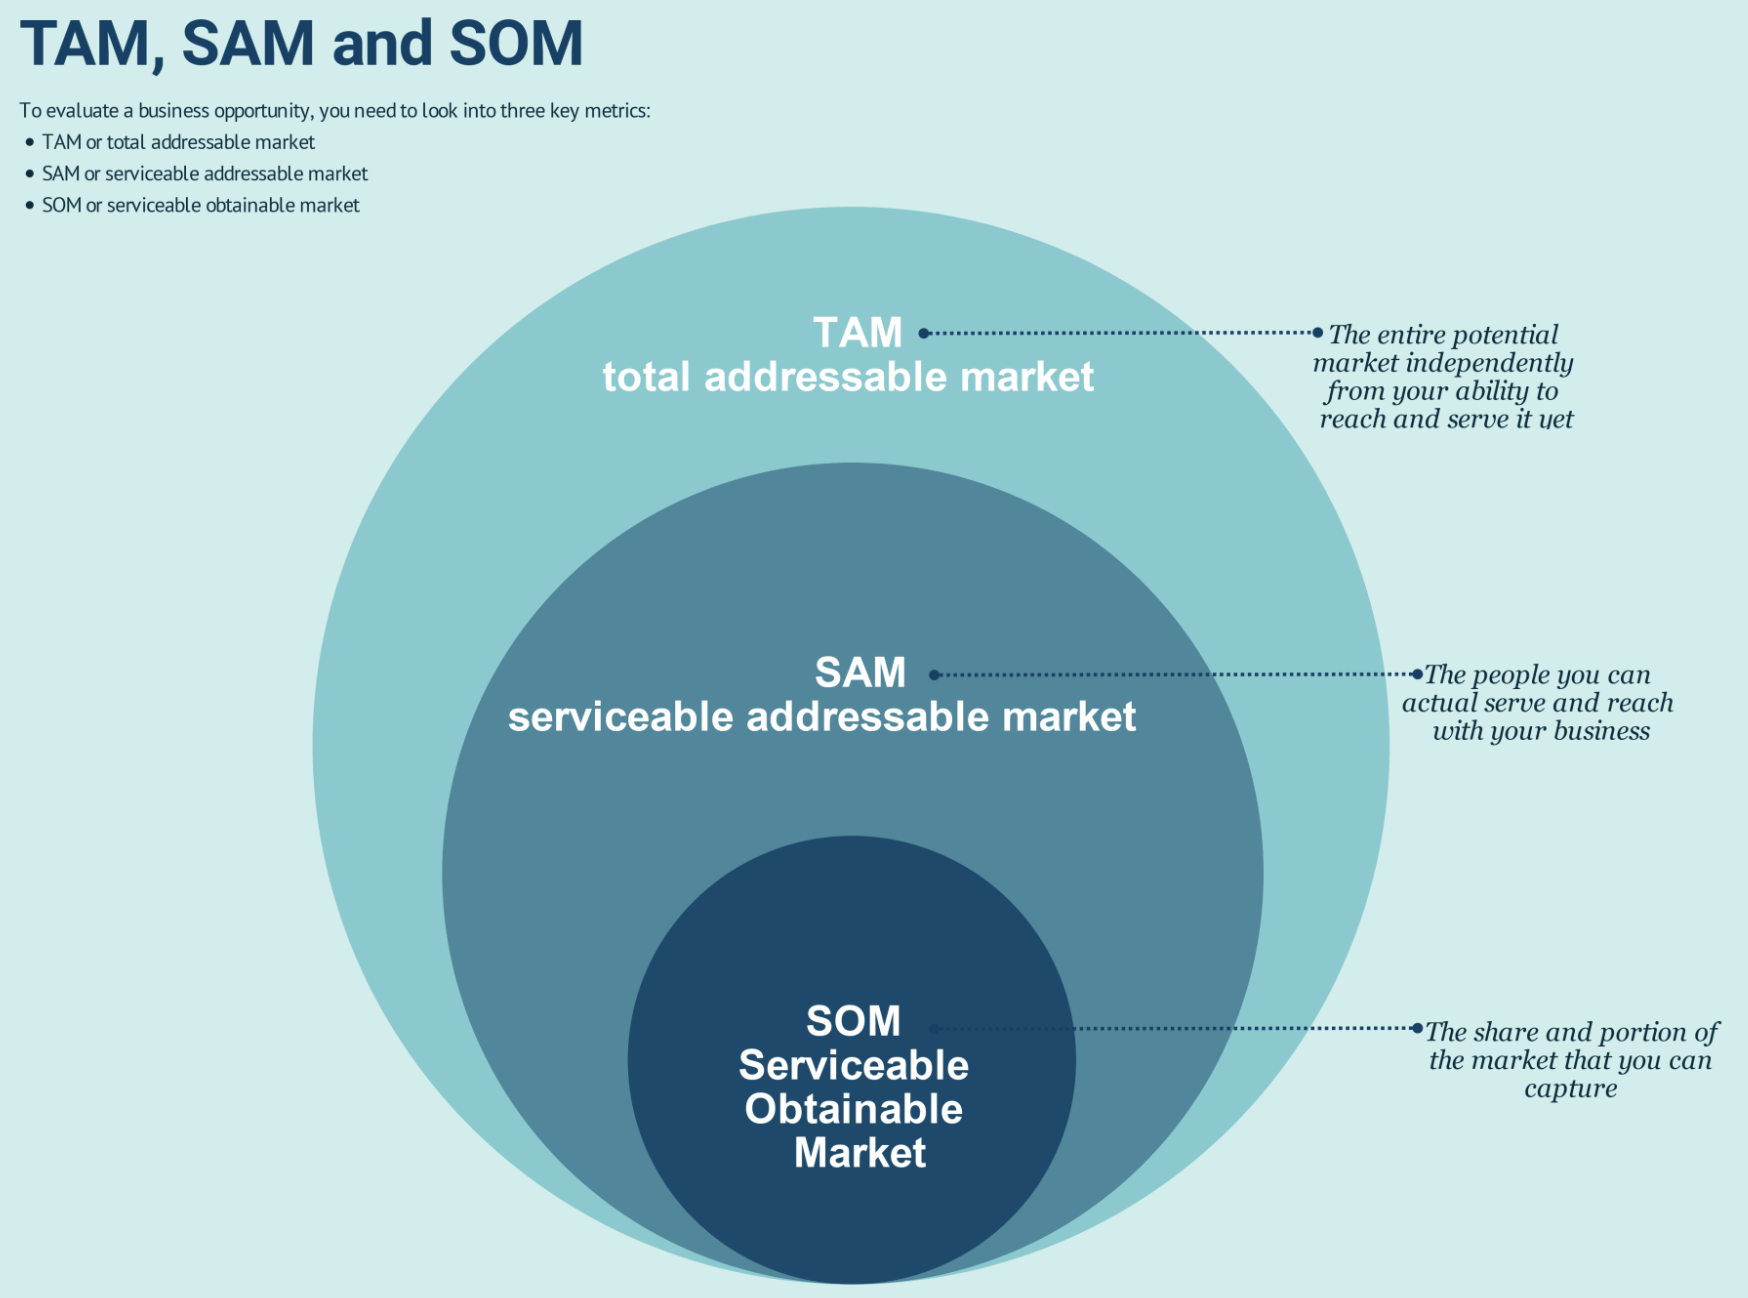 TAM, SAM and SOM
To evaluate a business opportunity, you need to look into three key metrics:
• TAM or total addressable market
• SAM or serviceable addressable market
• SOM or serviceable obtainable market
TAM
total addressable market
The entire potential
market independently
from your ability to
reach and serve it yet
SAM
serviceable addressable market
The people you can
actual serve and reach
with your business
SOM
Serviceable
Obtainable
Market
The share and portion of
the market that you can
capture